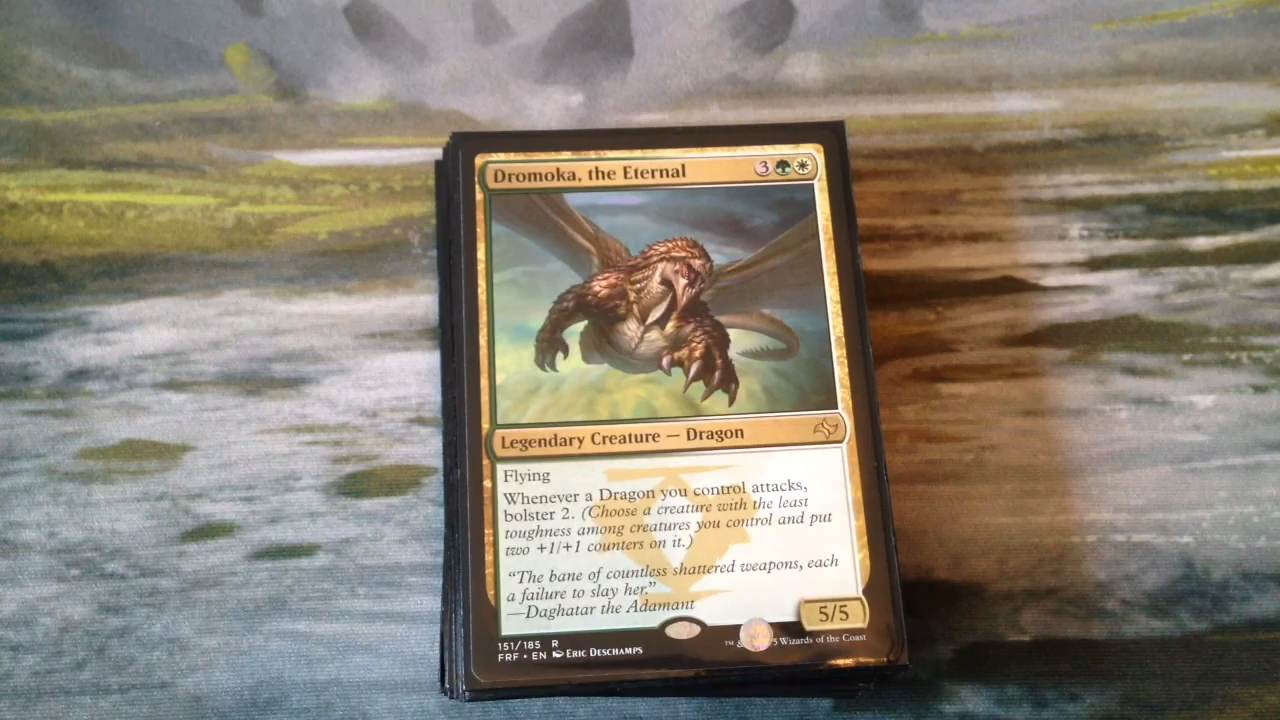 Dromoka, the Eternal 3
Legendary Creature — Dragon
Flying
Whenever a Dragon you control attacks,
bolster 2. (Choose a creature with the least
toughness among creatures you control and put
two +1/+1 counters on it.)
“The bane of countless shattered weapons, each
a failure to slay her.”
—Daghatar the Adamant
5/5
151/185 R
FRF • EN Eric Deschamps
™ & 5 Wizards of the Coast